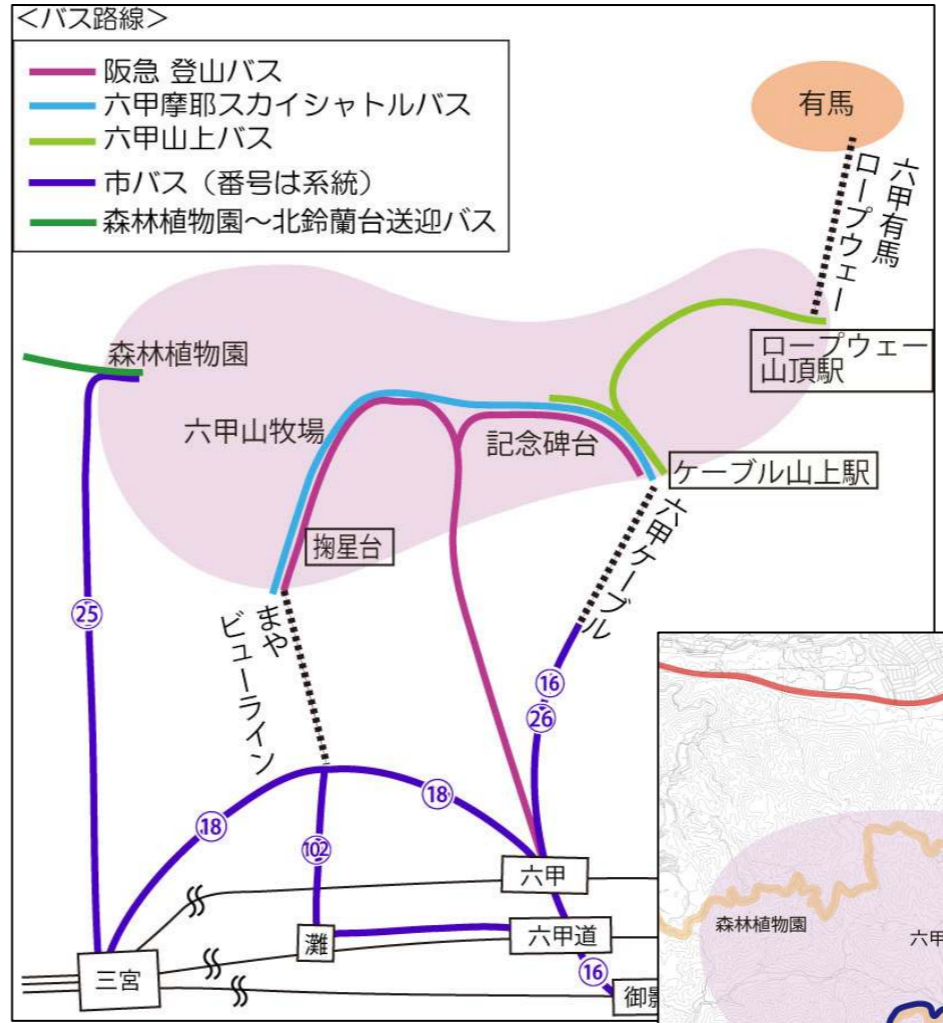 ＜バス路線＞
阪急 登山バス
六甲摩耶スカイシャトルバス
六甲山上バス
市バス（番号は系統）
森林植物園～北鈴蘭台送迎バス
有馬
六甲有馬
ロープウェー
ロープウェー
山頂駅
森林植物園
六甲山牧場
記念碑台
ケーブル山上駅
掬星台
六甲ケーブル
まや
ビューライン
25
16
26
18
18
102
六甲
灘
六甲道
三宮
16
御影
森林植物園
六甲